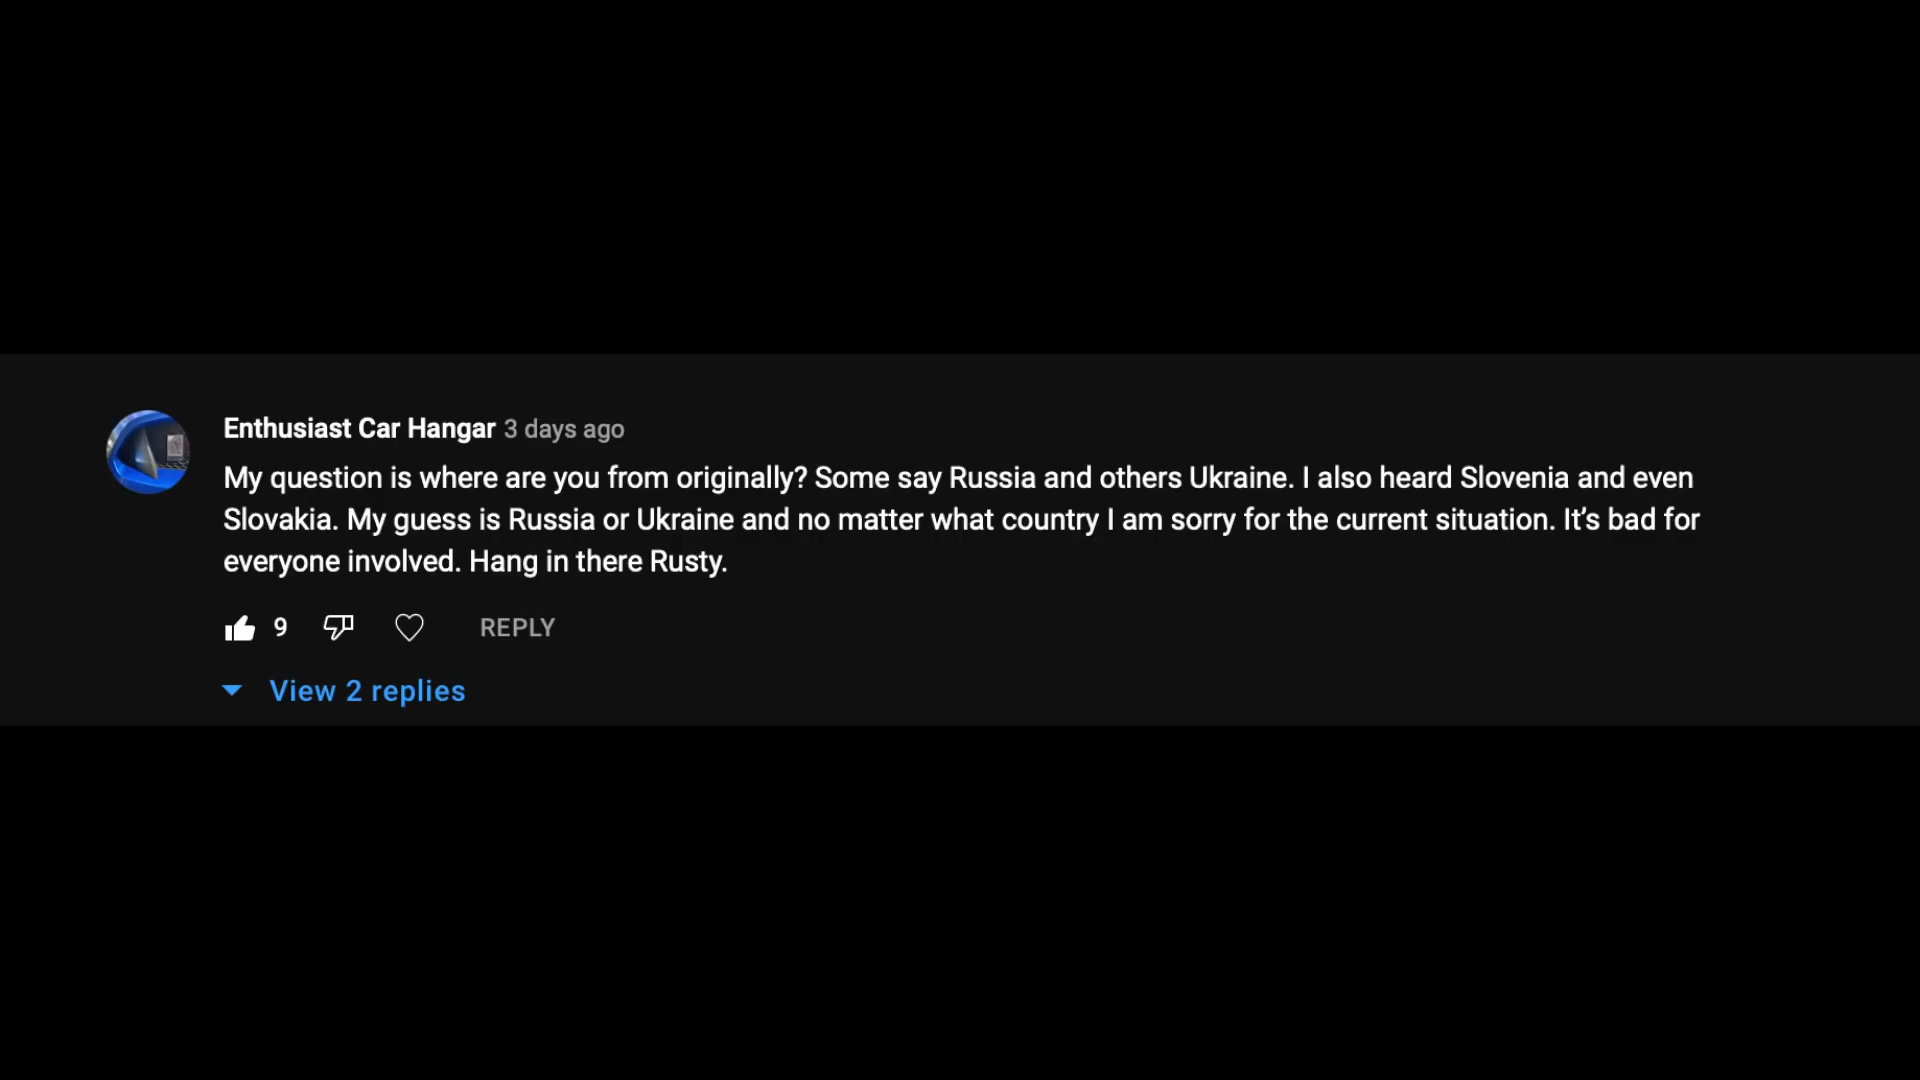 Enthusiast Car Hangar 3 days ago
My question is where are you from originally? Some say Russia and others Ukraine. I also heard Slovenia and even
Slovakia. My guess is Russia or Ukraine and no matter what country I am sorry for the current situation. It’s bad for
everyone involved. Hang in there Rusty.
9 REPLY
View 2 replies